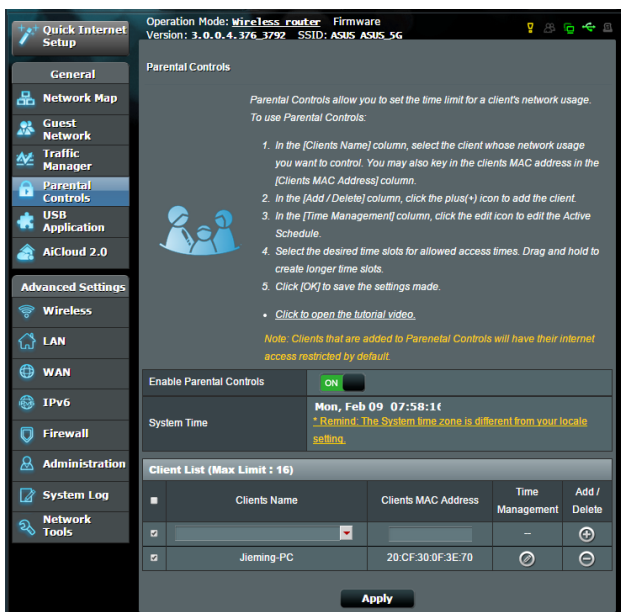 Quick Internet
Setup
Operation Mode: Wireless router Firmware
Version: 3.0.0.4.376_3792 SSID: ASUS ASUS_5G
General
Network Map
Guest
Network
Traffic
Manager
Parental
Controls
USB
Application
AiCloud 2.0
Advanced Settings
Wireless
LAN
WAN
IPv6
Firewall
Administration
System Log
Network
Tools
Parental Controls
Parental Controls allow you to set the time limit for a client's network usage.
To use Parental Controls:
1. In the [Clients Name] column, select the client whose network usage
you want to control. You may also key in the clients MAC address in the
[Clients MAC Address] column.
2. In the [Add / Delete] column, click the plus(+) icon to add the client.
3. In the [Time Management] column, click the edit icon to edit the Active
Schedule.
4. Select the desired time slots for allowed access times. Drag and hold to
create longer time slots.
5. Click [OK] to save the settings made.
• Click to open the tutorial video.
Note: Clients that are added to Parenetal Controls will have their internet
access restricted by default.
Enable Parental Controls
ON
System Time
Mon, Feb 09 07:58:16
* Remind: The System time zone is different from your locale
setting.
Client List (Max Limit : 16)
Clients Name Clients MAC Address Time
Management Add /
Delete
--
Jieming-PC 20:CF:30:0F:3E:70
Apply